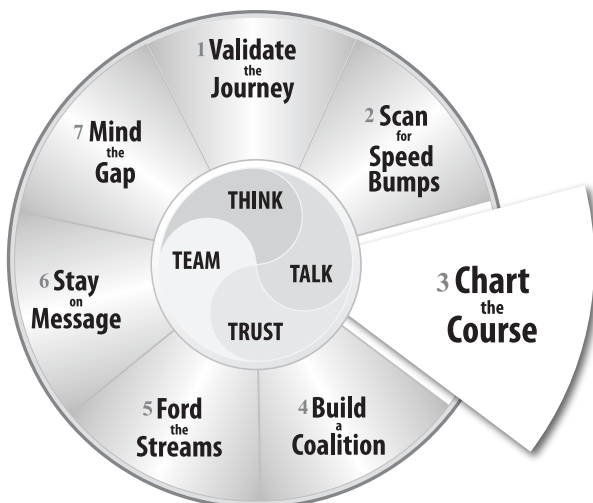 1 Validate
the
Journey
2 Scan
for
Speed
Bumps
3 Chart
the
Course
4 Build
a
Coalition
5 Ford
the
Streams
6 Stay
on
Message
7 Mind
the
Gap
THINK
TEAM
TALK
TRUST